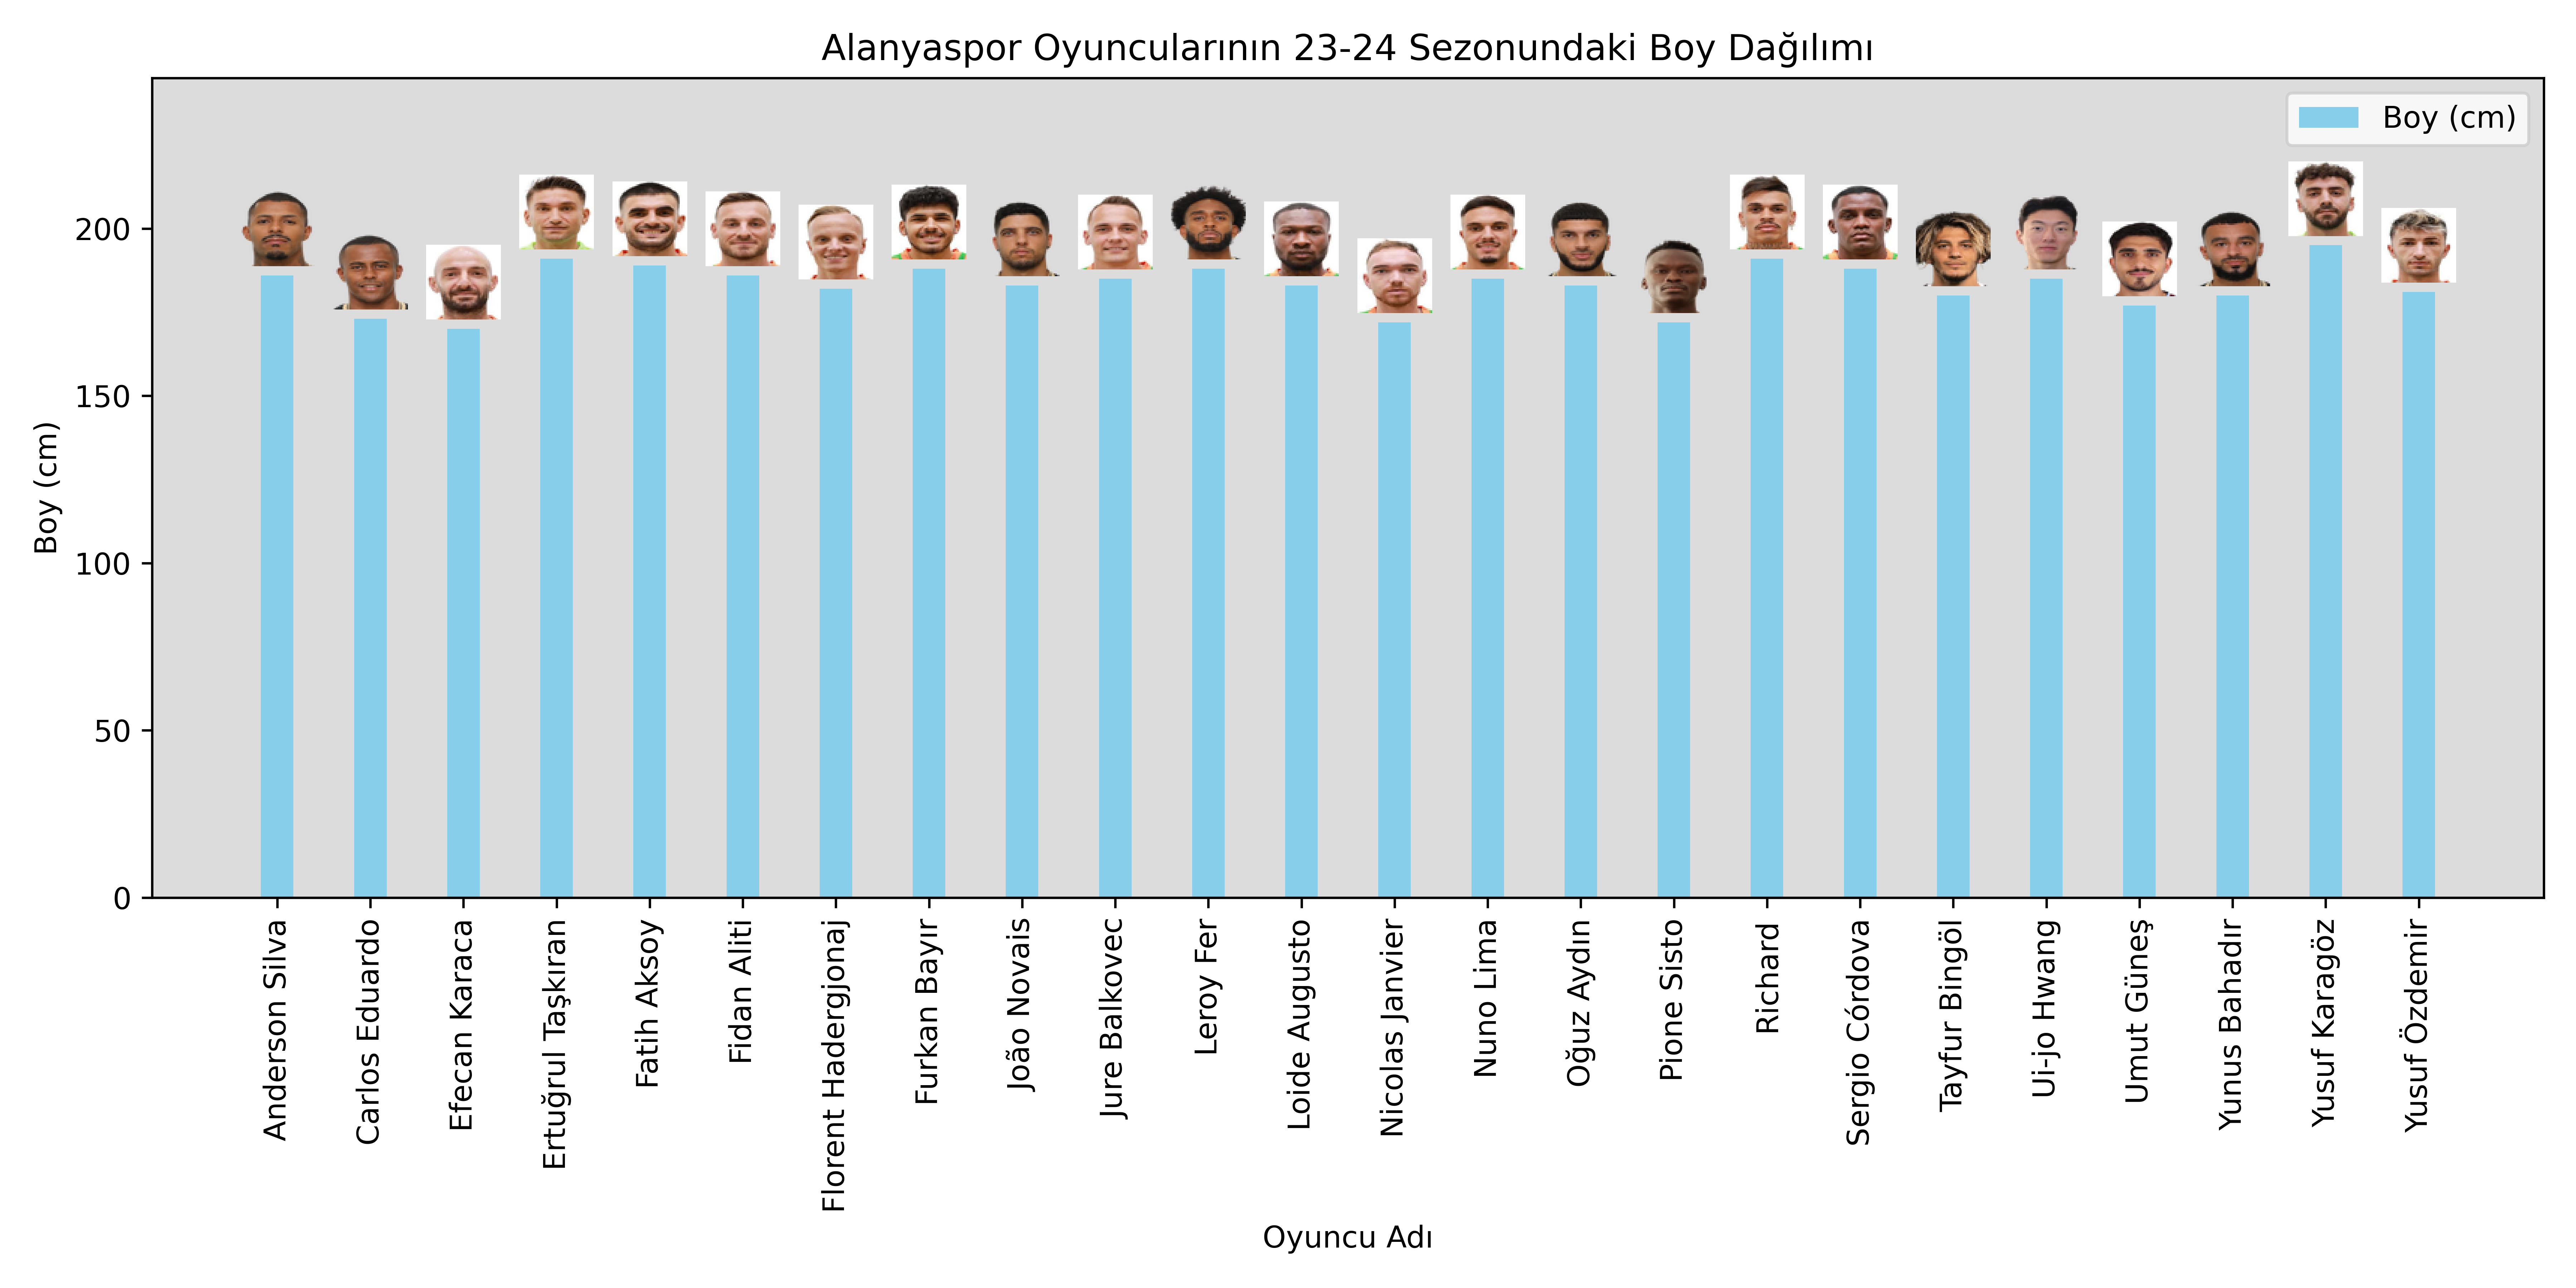 Alanyaspor Oyuncularının 23-24 Sezonundaki Boy Dağılımı
Boy (cm)
200
150
100
50
0
Boy (cm)
Anderson Silva
Carlos Eduardo
Efecan Karaca
Ertuğrul Taşkıran
Fatih Aksoy
Fidan Aliti
Florent Hadergjonaj
Furkan Bayır
João Novais
Jure Balkovec
Leroy Fer
Loide Augusto
Nicolas Janvier
Nuno Lima
Oğuz Aydın
Pione Sisto
Richard
Sergio Córdova
Tayfur Bingöl
Ui-jo Hwang
Umut Güneş
Yunus Bahadır
Yusuf Karagöz
Yusuf Özdemir
Oyuncu Adı